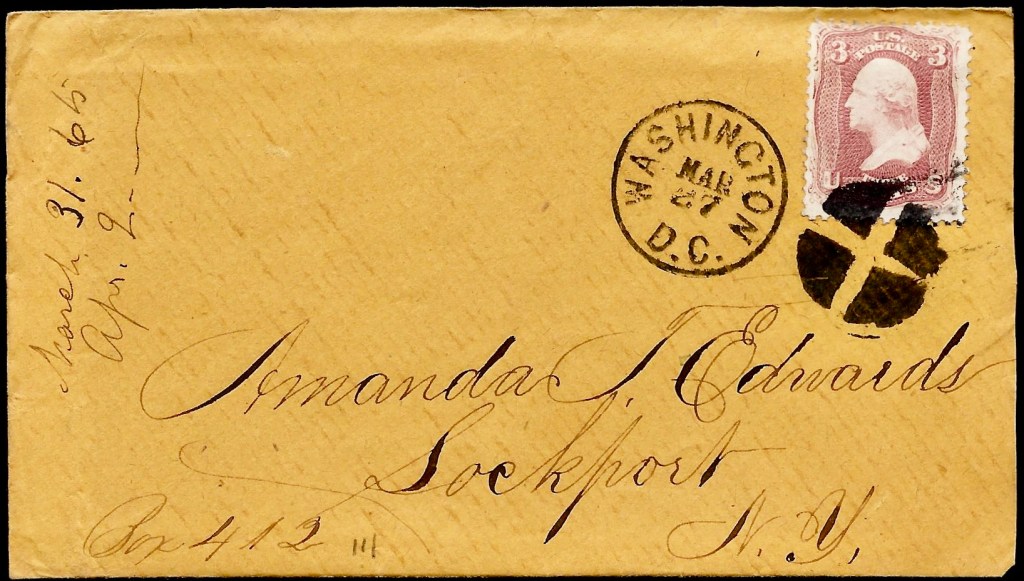 3 U.S. 3
POSTAGE
WASHINGTON
MAR
27
D.C.
March 31. 65
Apr. 2
Amanda T. Edwards
Lockport
N. Y.
Box 412